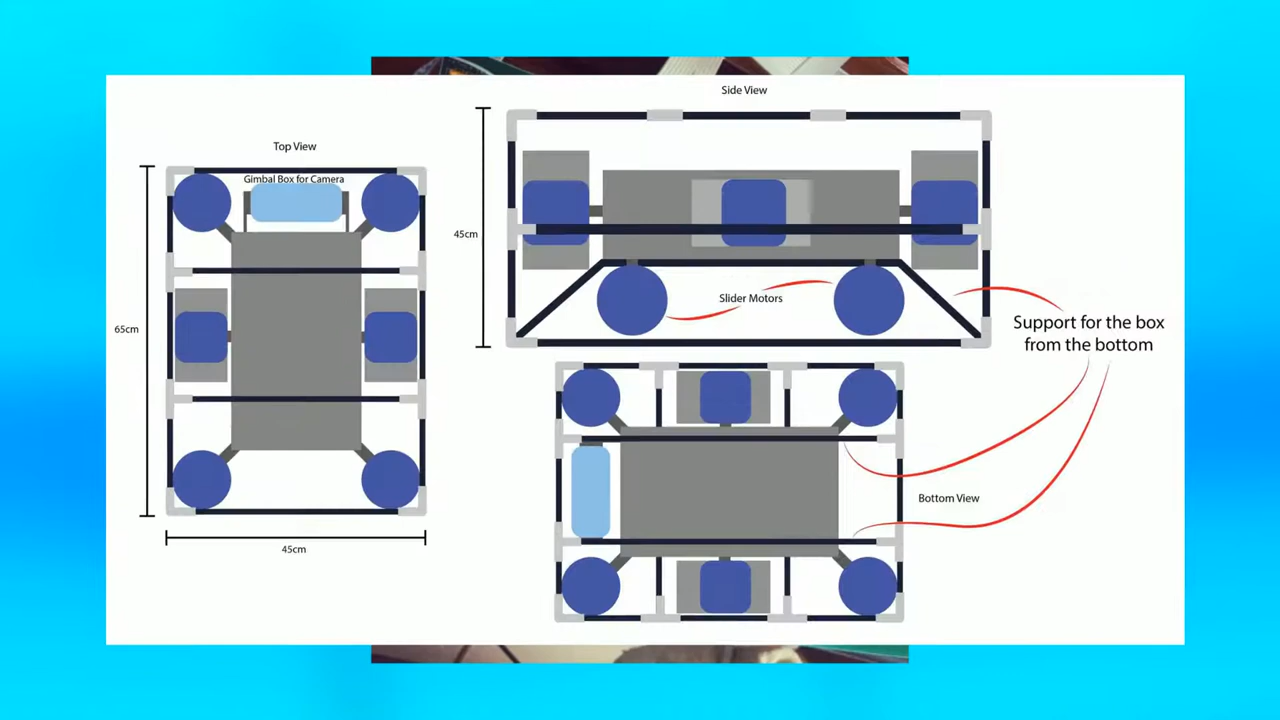 Top View
Gimbal Box for Camera
65cm
45cm
Side View
45cm
Slider Motors
Support for the box
from the bottom
Bottom View